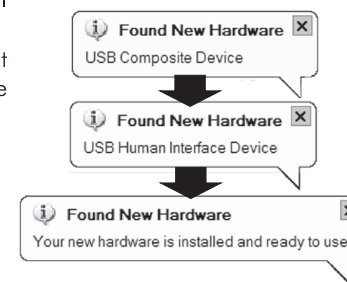 Found New Hardware
USB Composite Device
Found New Hardware
USB Human Interface Device
Found New Hardware
Your new hardware is installed and ready to use